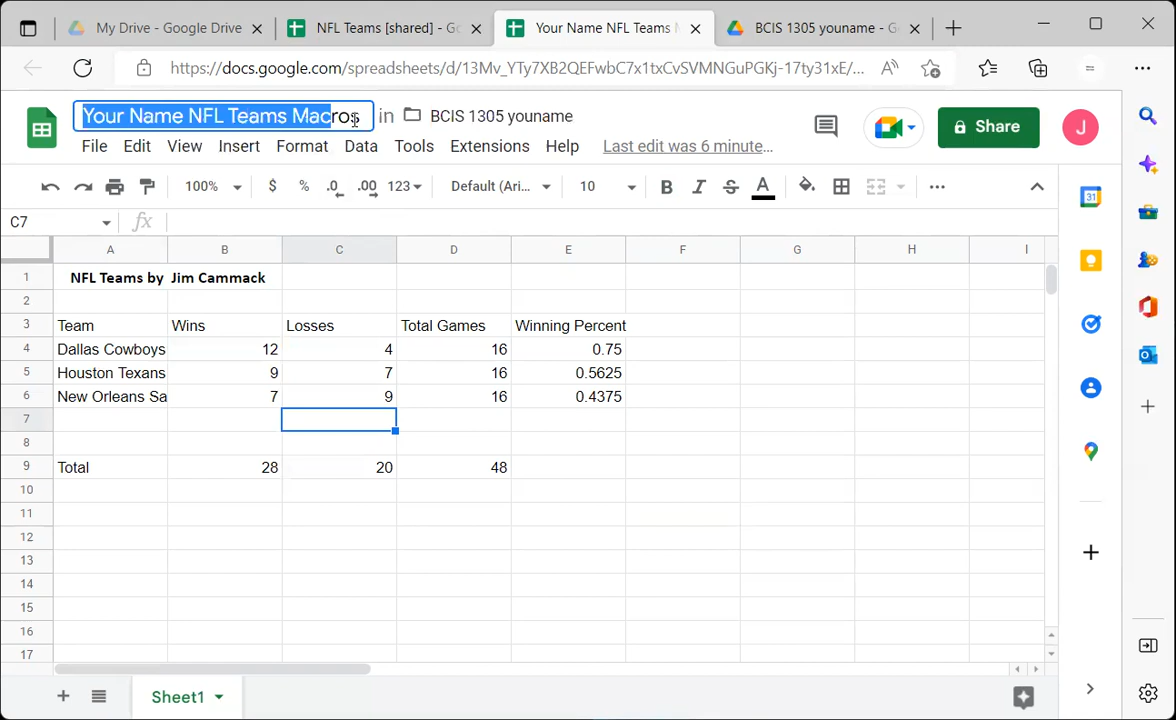 My Drive - Google Drive NFL Teams [shared] - Go Your Name NFL Teams M BCIS 1305 youname - G
https://docs.google.com/spreadsheets/d/13Mv_YTy7XB2QEFwbC7x1txCvSVMNGuPGKj-17ty31xE/...
Your Name NFL Teams Macros in BCIS 1305 youname
Share J
File Edit View Insert Format Data Tools Extensions Help Last edit was 6 minute...
100% $ % .0 .00 123 Default (Ari... 10 B I S A
C7 fx
A B C D E F G H I
1 NFL Teams by Jim Cammack
2
3 Team Wins Losses Total Games Winning Percent
4 Dallas Cowboys 12 4 16 0.75
5 Houston Texans 9 7 16 0.5625
6 New Orleans Sa 7 9 16 0.4375
7
8
9 Total 28 20 48
10
11
12
13
14
15
16
17
Sheet1
31